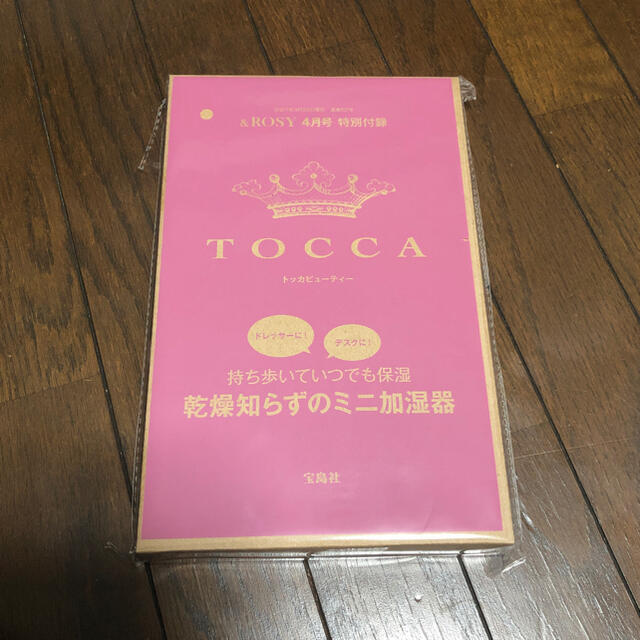 &ROSY 4月号 特別付録
TOCCA
トッカビューティー
ドレッサーに!
デスクに!
持ち歩いていつでも保湿
乾燥知らずのミニ加湿器
宝島社